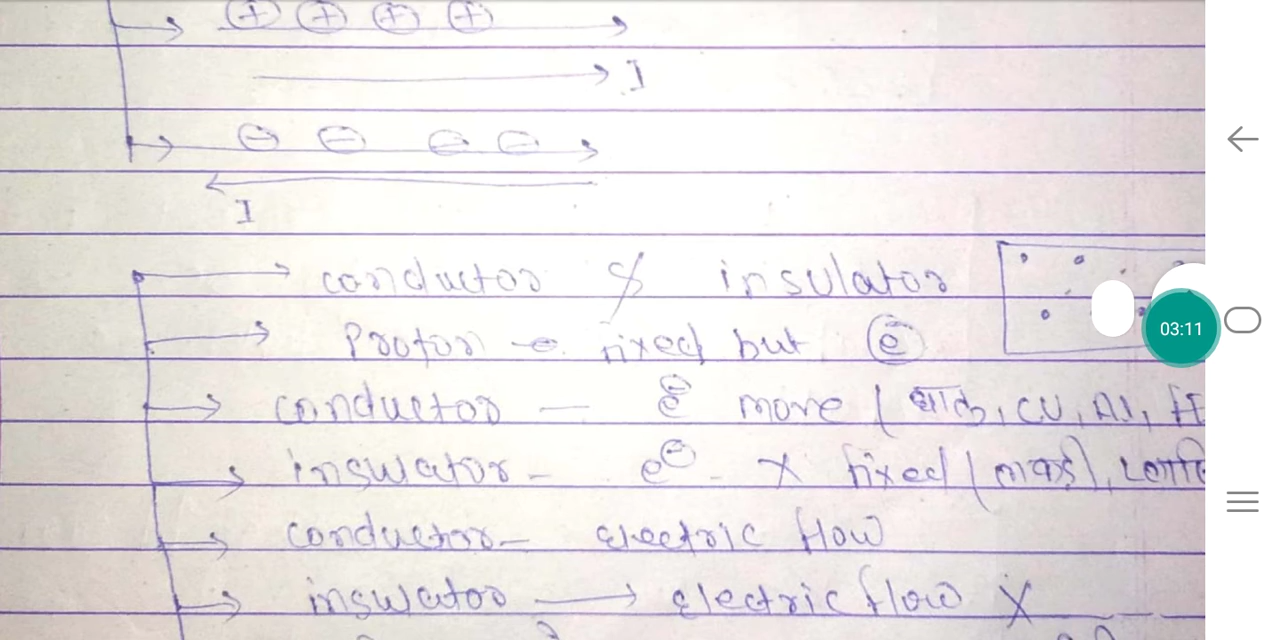 ⊕ ⊕ ⊕ ⊕
I
⊖ ⊖ ⊖ ⊖
I
conductor & insulator
Proton fixed but e⁻
03:11
conductor – e⁻ more (धातु, CU, Al,
insulator – e⊖ X fixed (लकड़ी),
conductor – electric flow
insulator → electric flow X